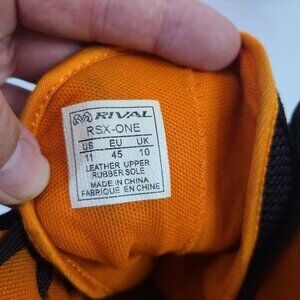 RIVAL
RSX-ONE
US EU UK
11 45 10
LEATHER UPPER
RUBBER SOLE
MADE IN CHINA
FABRIQUE EN CHINE